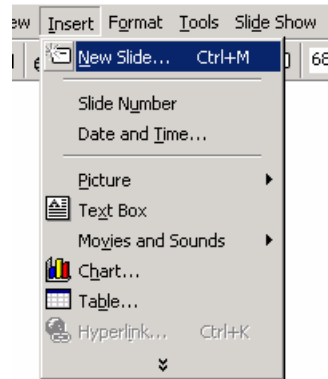 ew Insert Format Tools Slide Show
68
New Slide... Ctrl+M
Slide Number
Date and Time...
Picture
Text Box
Movies and Sounds
Chart...
Table...
Hyperlink... Ctrl+K